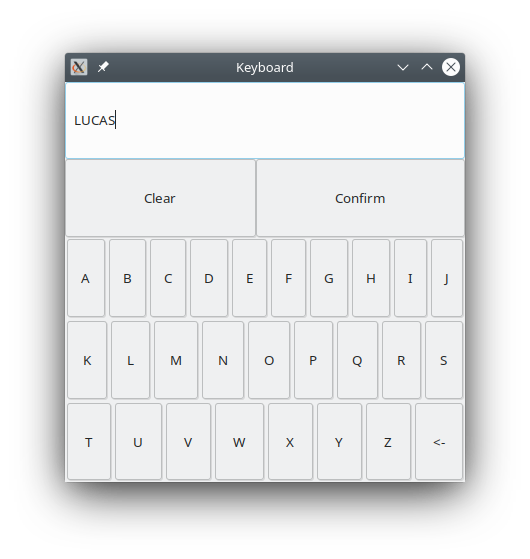 Keyboard
LUCAS
Clear Confirm
A B C D E F G H I J
K L M N O P Q R S
T U V W X Y Z <-